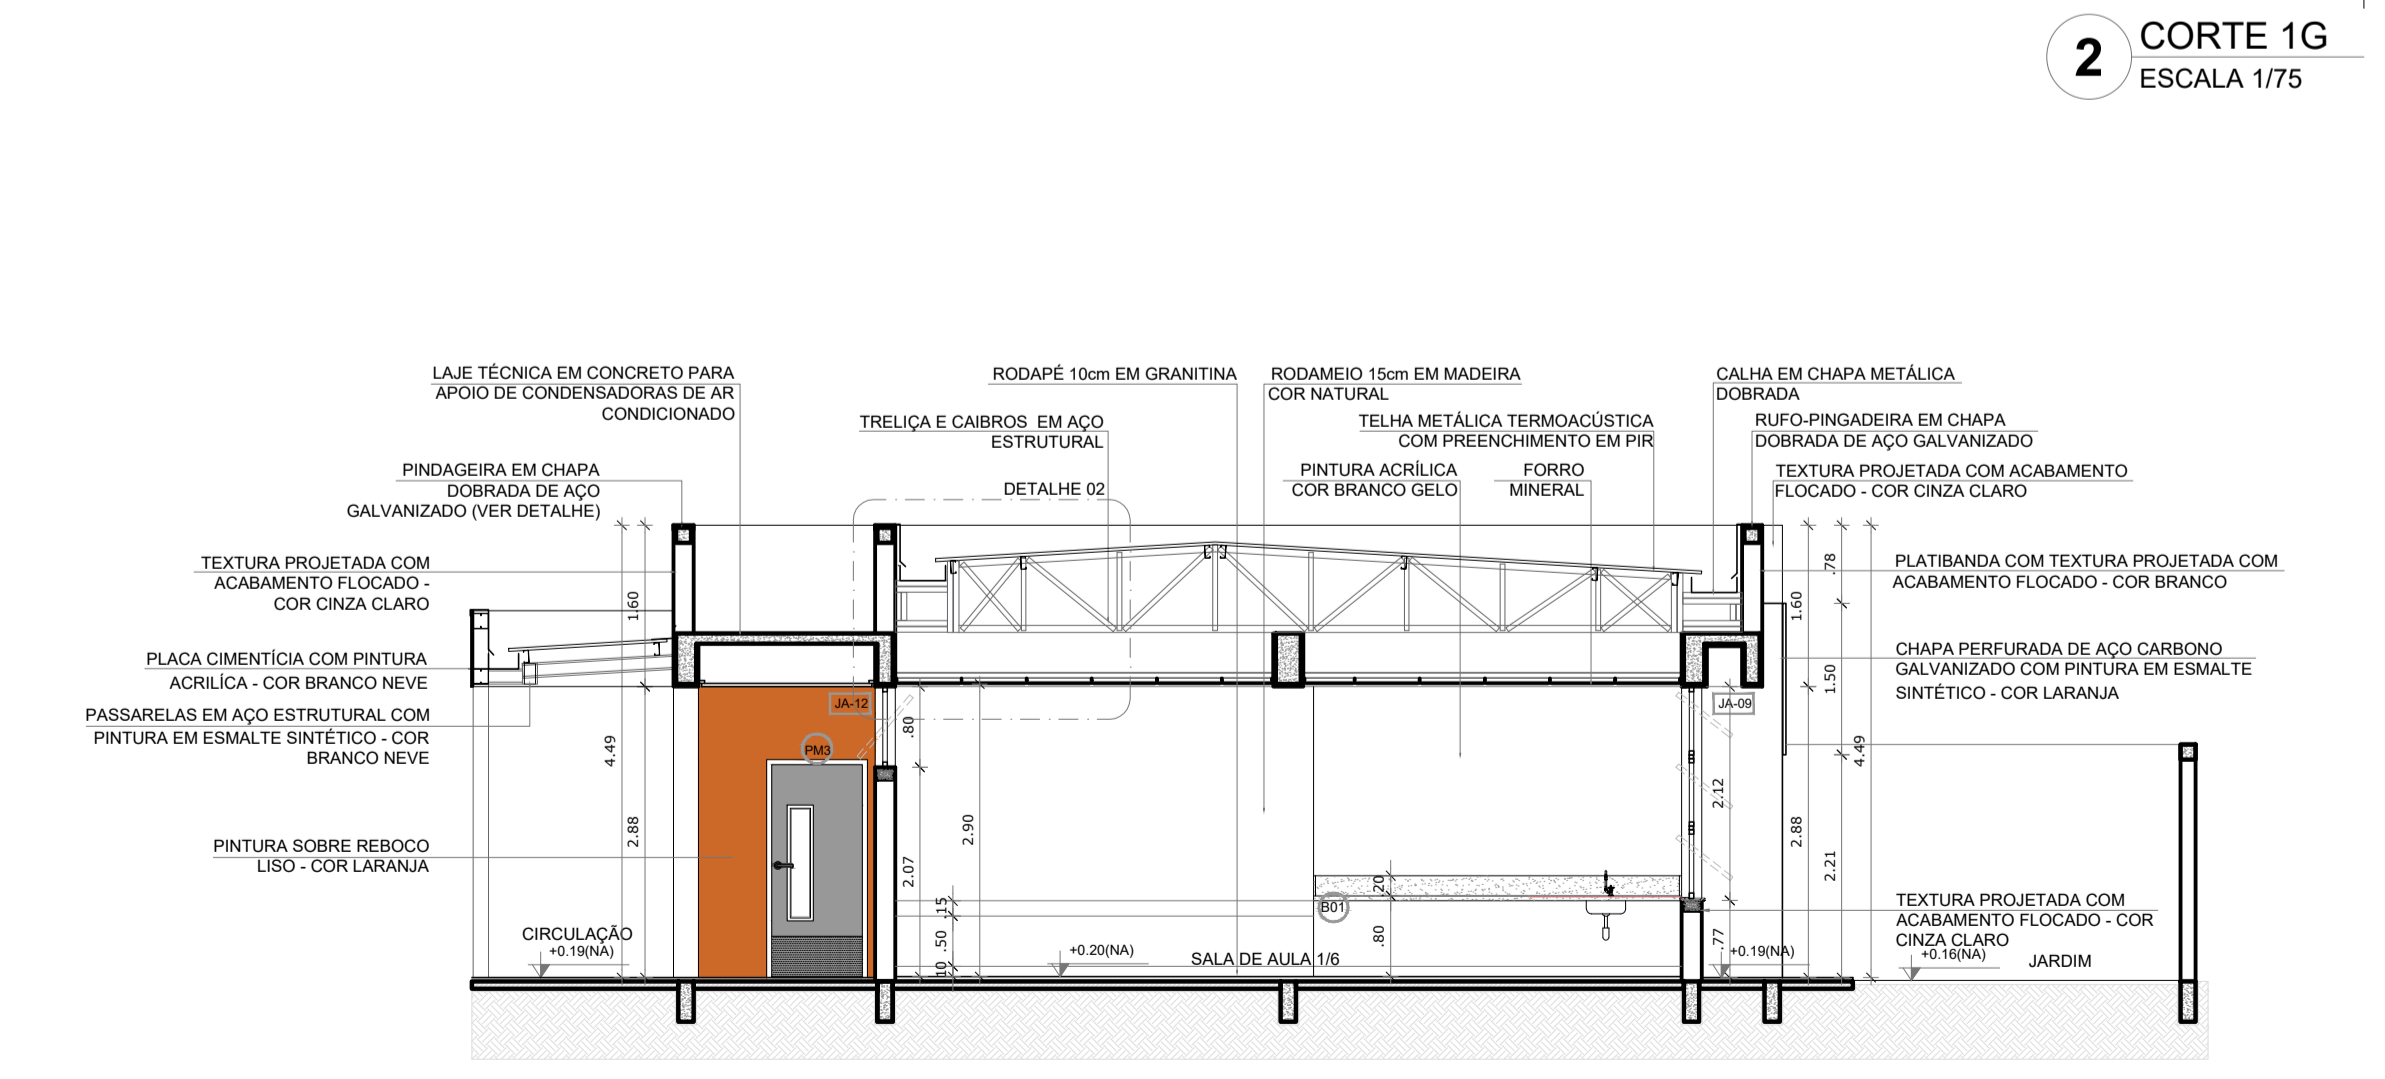 2
CORTE 1G
ESCALA 1/75
LAJE TÉCNICA EM CONCRETO PARA
APOIO DE CONDENSADORAS DE AR
CONDICIONADO
RODAPÉ 10cm EM GRANITINA
RODAMEIO 15cm EM MADEIRA
COR NATURAL
CALHA EM CHAPA METÁLICA
DOBRADA
TRELIÇA E CAIBROS EM AÇO
ESTRUTURAL
TELHA METÁLICA TERMOACÚSTICA
COM PREENCHIMENTO EM PIR
RUFO-PINGADEIRA EM CHAPA
DOBRADA DE AÇO GALVANIZADO
PINDAGEIRA EM CHAPA
DOBRADA DE AÇO
GALVANIZADO (VER DETALHE)
DETALHE 02
PINTURA ACRÍLICA
COR BRANCO GELO
FORRO
MINERAL
TEXTURA PROJETADA COM ACABAMENTO
FLOCADO - COR CINZA CLARO
TEXTURA PROJETADA COM
ACABAMENTO FLOCADO -
COR CINZA CLARO
PLATIBANDA COM TEXTURA PROJETADA COM
ACABAMENTO FLOCADO - COR BRANCO
1.60
1.60
.78
PLACA CIMENTÍCIA COM PINTURA
ACRILÍCA - COR BRANCO NEVE
CHAPA PERFURADA DE AÇO CARBONO
GALVANIZADO COM PINTURA EM ESMALTE
SINTÉTICO - COR LARANJA
1.50
PASSARELAS EM AÇO ESTRUTURAL COM
PINTURA EM ESMALTE SINTÉTICO - COR
BRANCO NEVE
JA-12
JA-09
.80
PM3
4.49
4.49
2.12
2.88
2.90
2.88
2.07
2.21
PINTURA SOBRE REBOCO
LISO - COR LARANJA
.20
.15
B01
TEXTURA PROJETADA COM
ACABAMENTO FLOCADO - COR
CINZA CLARO
CIRCULAÇÃO
+0.19(NA)
.50
10
+0.20(NA)
SALA DE AULA 1/6
.80
.77
+0.19(NA)
+0.16(NA)
JARDIM